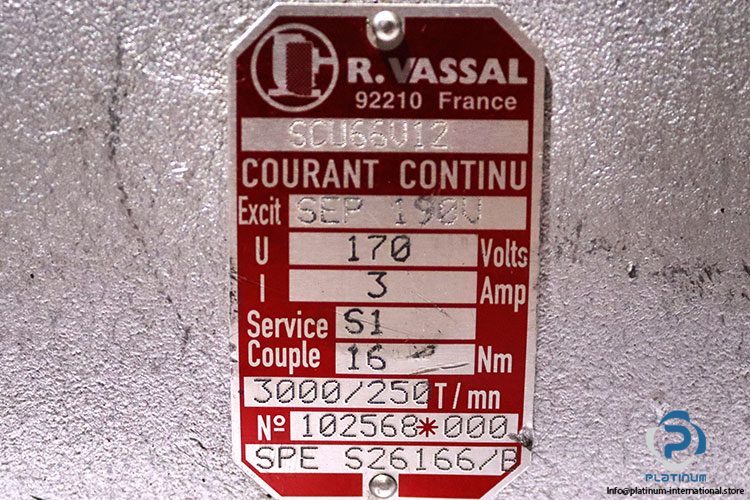 R.VASSAL
92210 France
SCU66V12
COURANT CONTINU
Excit SEP 190V
U 170 Volts
I 3 Amp
Service S1
Couple 16 Nm
3000/250 T/mn
Nº 102568*000
SPE S26166/B
PLATINUM
Info@platinum-international.store